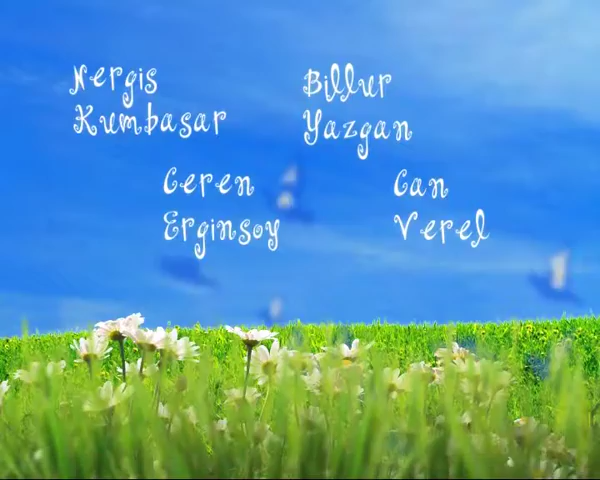 Nergis
Kumbasar
Billur
Yazgan
Ceren
Erginsoy
Can
Verel